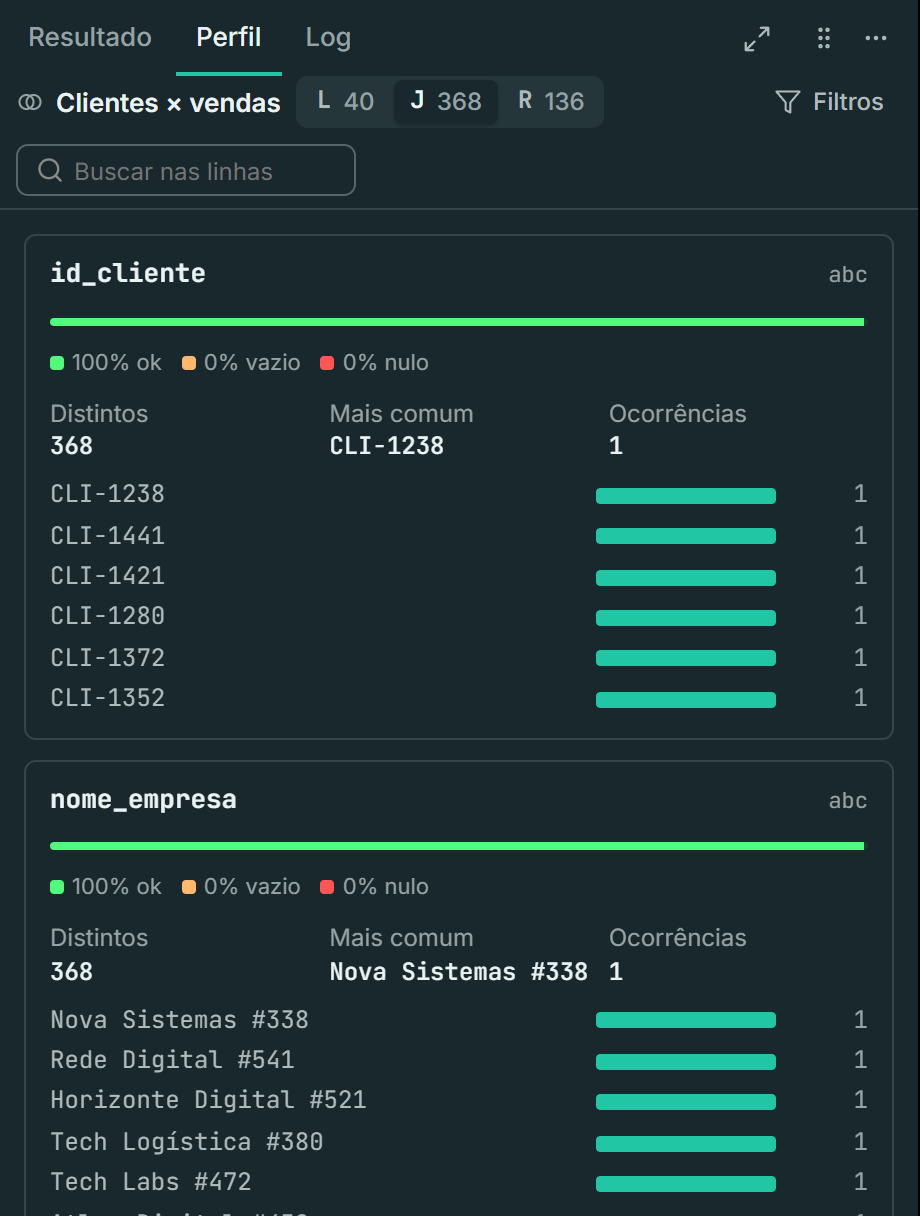 Resultado Perfil Log
Clientes × vendas L 40 J 368 R 136 Filtros
Buscar nas linhas
id_cliente abc
100% ok 0% vazio 0% nulo
Distintos Mais comum Ocorrências
368 CLI-1238 1
CLI-1238 1
CLI-1441 1
CLI-1421 1
CLI-1280 1
CLI-1372 1
CLI-1352 1
nome_empresa abc
100% ok 0% vazio 0% nulo
Distintos Mais comum Ocorrências
368 Nova Sistemas #338 1
Nova Sistemas #338 1
Rede Digital #541 1
Horizonte Digital #521 1
Tech Logística #380 1
Tech Labs #472 1